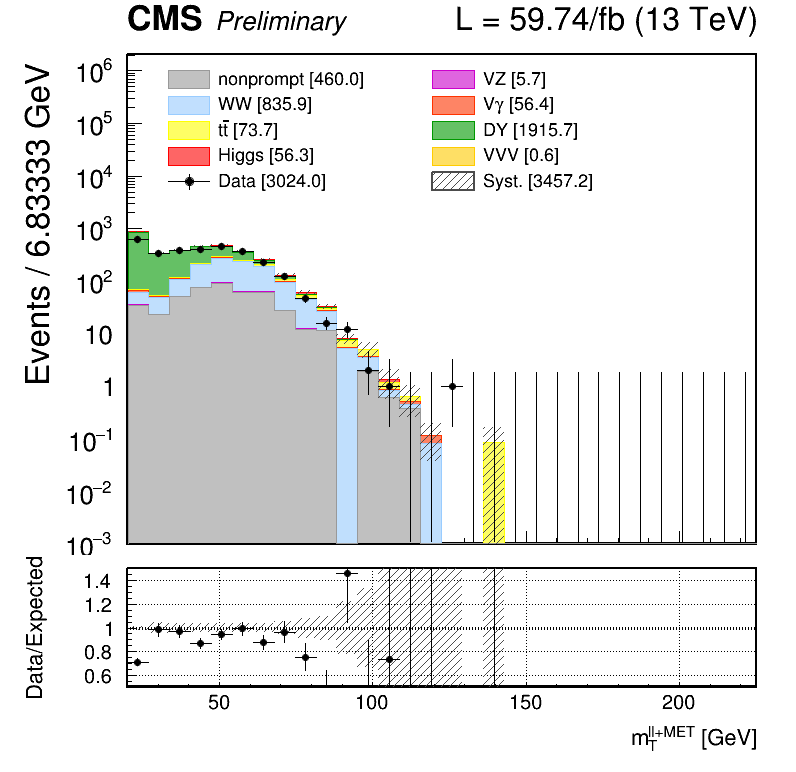 CMS Preliminary L = 59.74/fb (13 TeV)
Events / 6.83333 GeV
10⁶
10⁵
10⁴
10³
10²
10
1
10⁻¹
10⁻²
10⁻³
nonprompt [460.0]
WW [835.9]
tt̄ [73.7]
Higgs [56.3]
Data [3024.0]
VZ [5.7]
Vγ [56.4]
DY [1915.7]
VVV [0.6]
Syst. [3457.2]
Data/Expected
1.4
1.2
1
0.8
0.6
50 100 150 200
m_T^{ll+MET} [GeV]